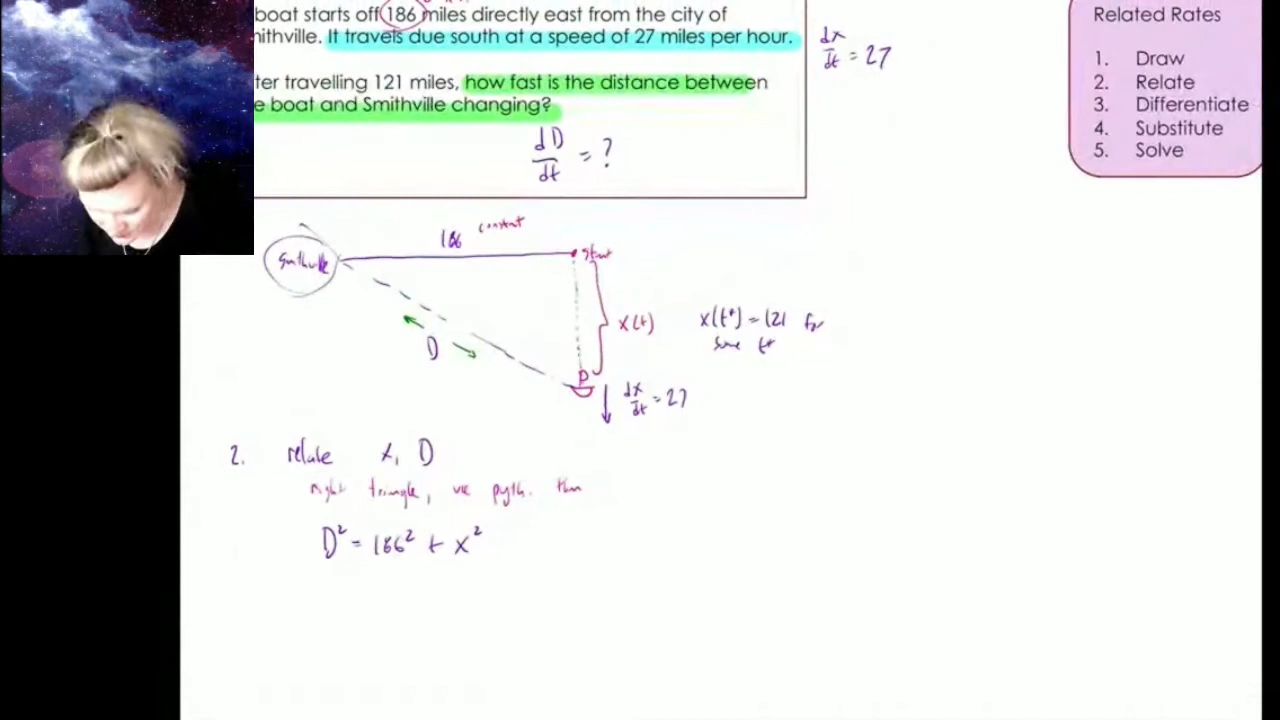 boat starts off 186 miles directly east from the city of
ithville. It travels due south at a speed of 27 miles per hour.
ter travelling 121 miles, how fast is the distance between
e boat and Smithville changing?
dx/dt = 27
dD/dt = ?
Related Rates
1. Draw
2. Relate
3. Differentiate
4. Substitute
5. Solve
186 constant
Smithville
start
x(t)
x(t*) = 121 for
some t*
D
dx/dt = 27
2. relate x, D
right triangle, use pyth. thm
D² = 186² + x²